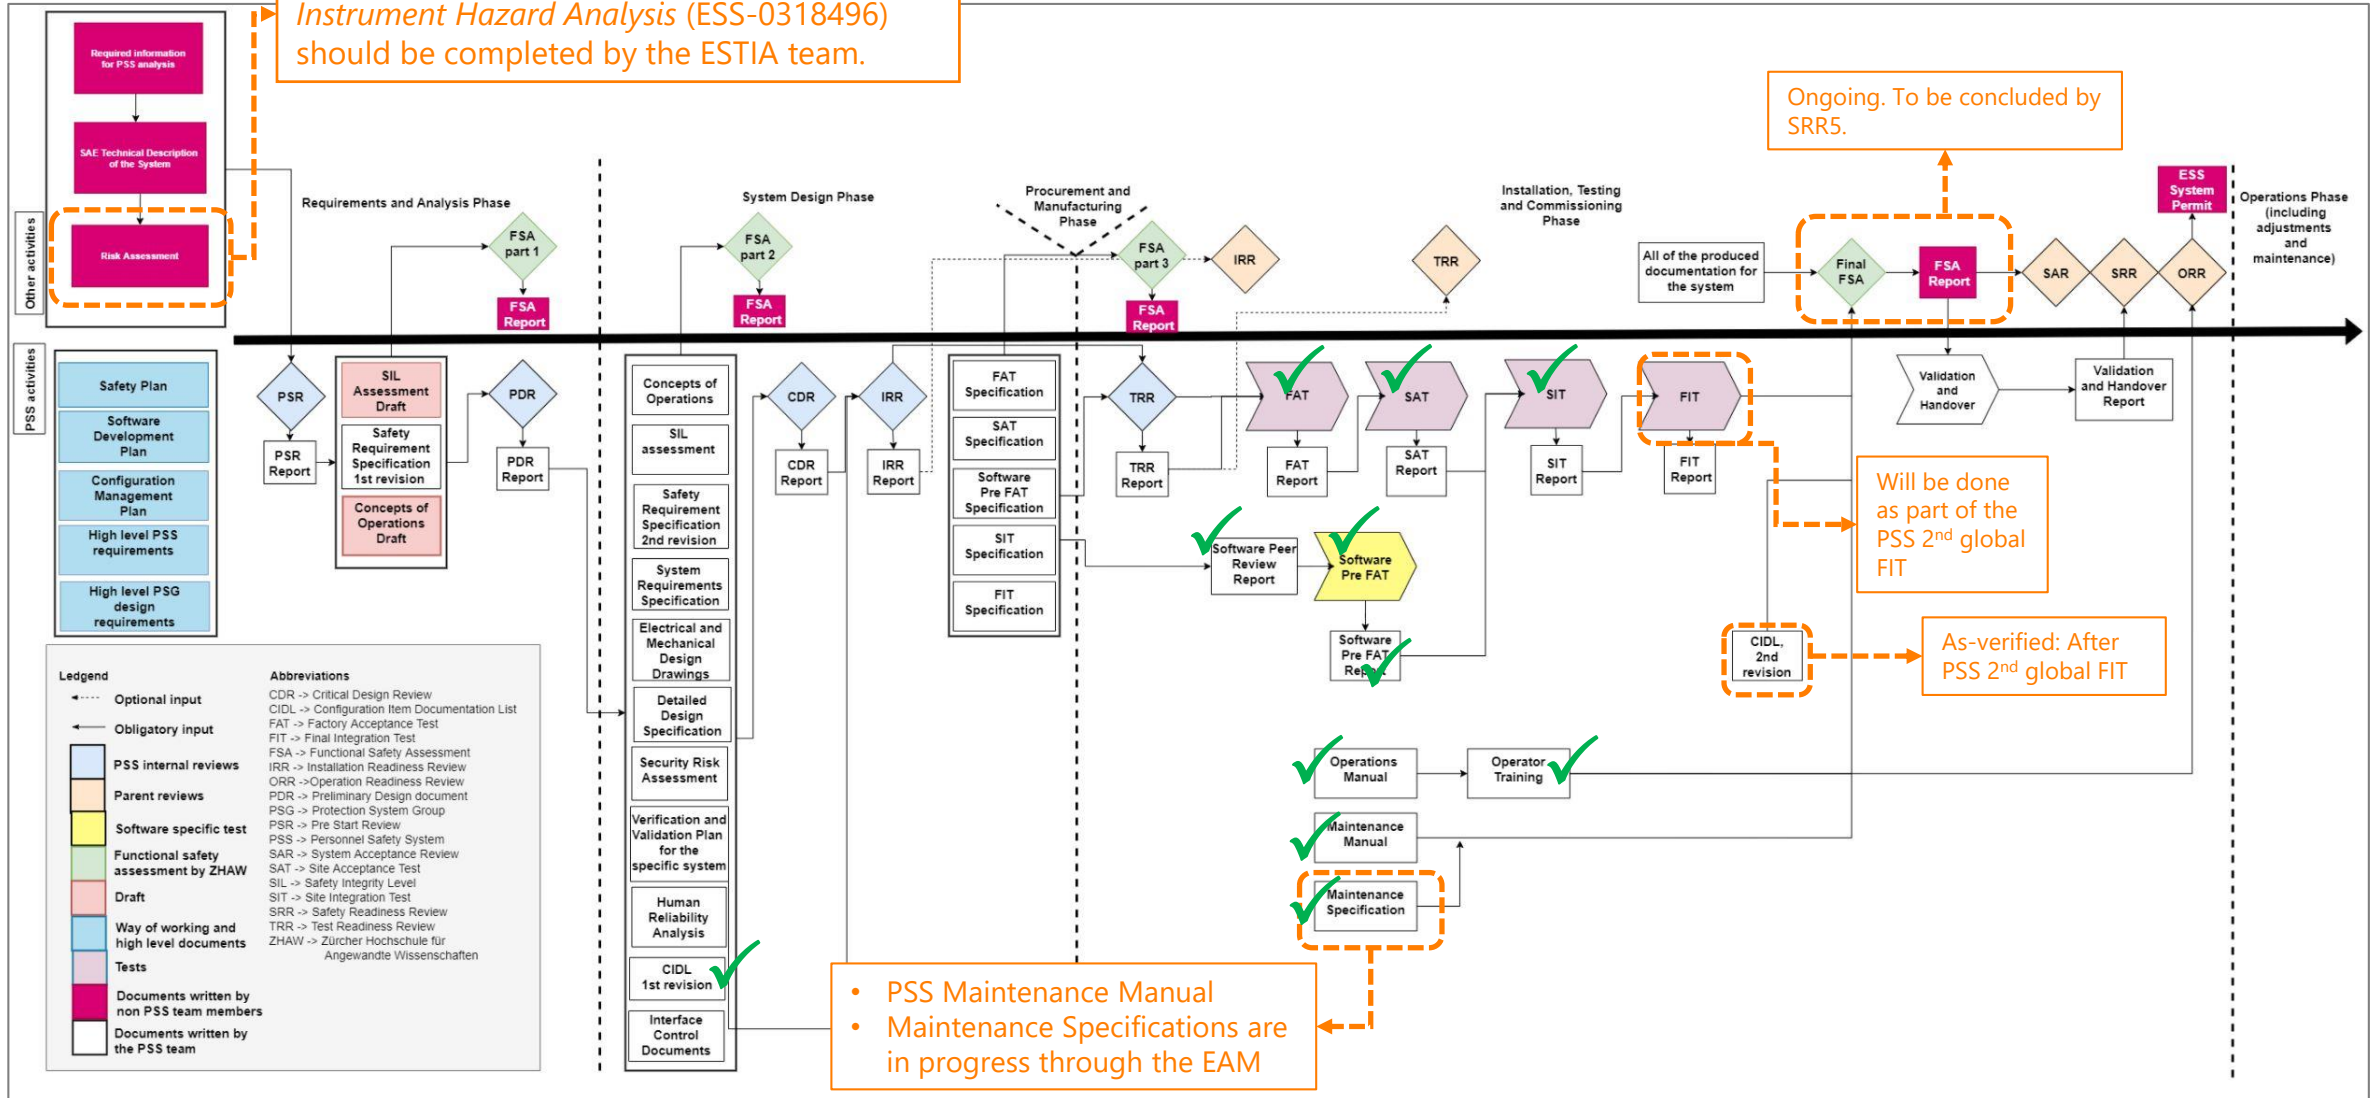 Instrument Hazard Analysis (ESS-0318496)
should be completed by the ESTIA team.
Required information
for PSS analysis
SAE Technical Description
of the System
Risk Assessment
Other activities
Requirements and Analysis Phase
System Design Phase
Procurement and
Manufacturing
Phase
Installation, Testing
and Commissioning
Phase
Operations Phase
(including
adjustments
and
maintenance)
Ongoing. To be concluded by
SRR5.
FSA
part 1
FSA
Report
FSA
part 2
FSA
Report
FSA
part 3
FSA
Report
IRR
TRR
All of the produced
documentation for
the system
Final
FSA
FSA
Report
SAR
SRR
ORR
ESS
System
Permit
PSS activities
Safety Plan
Software
Development
Plan
Configuration
Management
Plan
High level PSS
requirements
High level PSG
design
requirements
PSR
PSR
Report
SIL
Assessment
Draft
Safety
Requirement
Specification
1st revision
Concepts of
Operations
Draft
PDR
PDR
Report
Concepts of
Operations
SIL
assessment
Safety
Requirement
Specification
2nd revision
System
Requirements
Specification
Electrical and
Mechanical
Design
Drawings
Detailed
Design
Specification
Security Risk
Assessment
Verification and
Validation Plan
for the
specific system
Human
Reliability
Analysis
CIDL
1st revision
Interface
Control
Documents
CDR
CDR
Report
IRR
IRR
Report
FAT
Specification
SAT
Specification
Software
Pre FAT
Specification
SIT
Specification
FIT
Specification
TRR
TRR
Report
FAT
FAT
Report
SAT
SAT
Report
SIT
SIT
Report
FIT
FIT
Report
Validation
and
Handover
Validation
and Handover
Report
Software Peer
Review
Report
Software
Pre FAT
Software
Pre FAT
Report
Will be done
as part of the
PSS 2nd global
FIT
CIDL,
2nd
revision
As-verified: After
PSS 2nd global FIT
Operations
Manual
Operator
Training
Maintenance
Manual
Maintenance
Specification
• PSS Maintenance Manual
• Maintenance Specifications are
in progress through the EAM
Ledgend
Optional input
Obligatory input
PSS internal reviews
Parent reviews
Software specific test
Functional safety
assessment by ZHAW
Draft
Way of working and
high level documents
Tests
Documents written by
non PSS team members
Documents written by
the PSS team
Abbreviations
CDR -> Critical Design Review
CIDL -> Configuration Item Documentation List
FAT -> Factory Acceptance Test
FIT -> Final Integration Test
FSA -> Functional Safety Assessment
IRR -> Installation Readiness Review
ORR ->Operation Readiness Review
PDR -> Preliminary Design document
PSG -> Protection System Group
PSR -> Pre Start Review
PSS -> Personnel Safety System
SAR -> System Acceptance Review
SAT -> Site Acceptance Test
SIL -> Safety Integrity Level
SIT -> Site Integration Test
SRR -> Safety Readiness Review
TRR -> Test Readiness Review
ZHAW -> Zürcher Hochschule für
Angewandte Wissenschaften